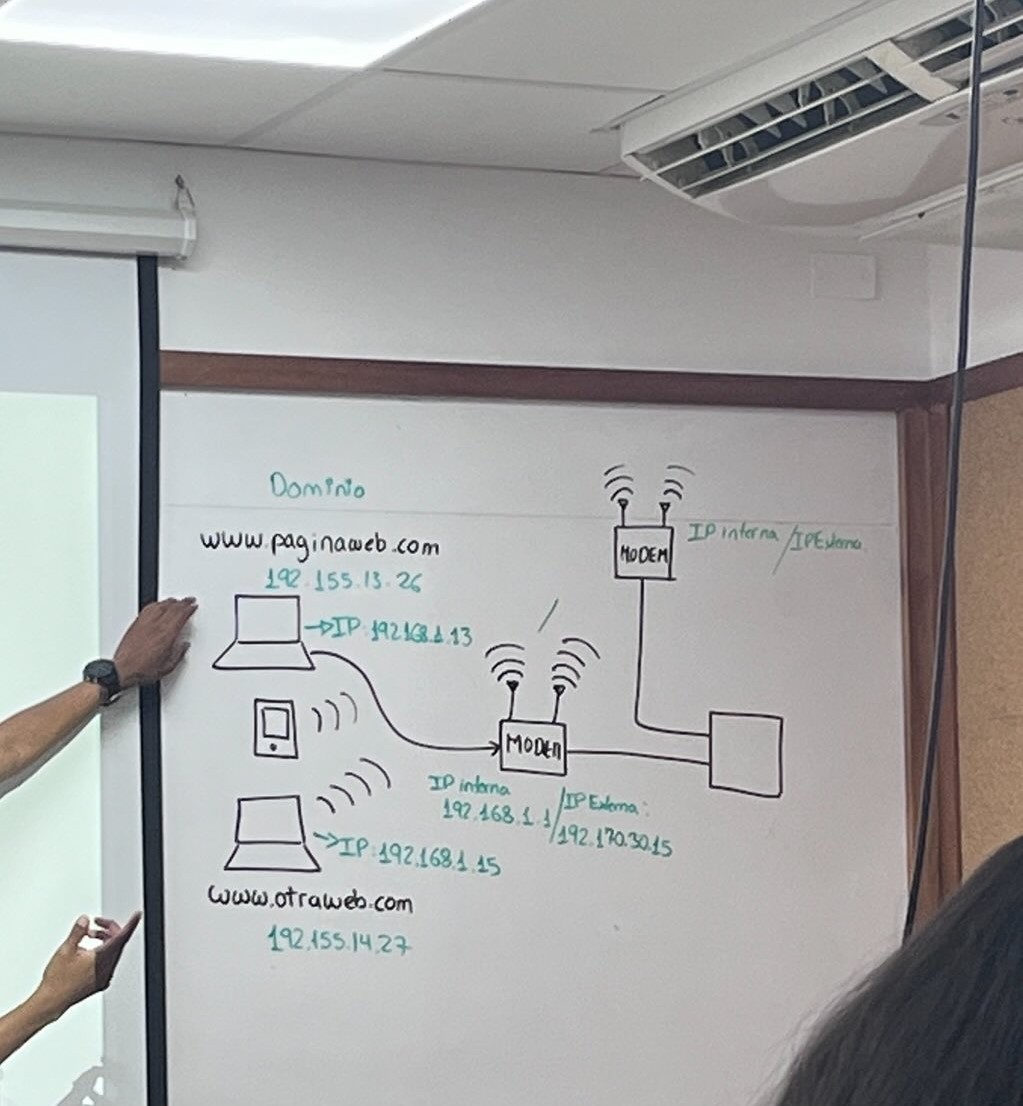 Dominio
www.paginaweb.com
192.155.13.26
→IP:192.168.1.13
www.otraweb.com
192.155.14.27
→IP:192.168.1.15
MODEM
IP interna
192.168.1.1/
IP Externa:
192.170.30.15
MODEM
IP interna / IP Externa